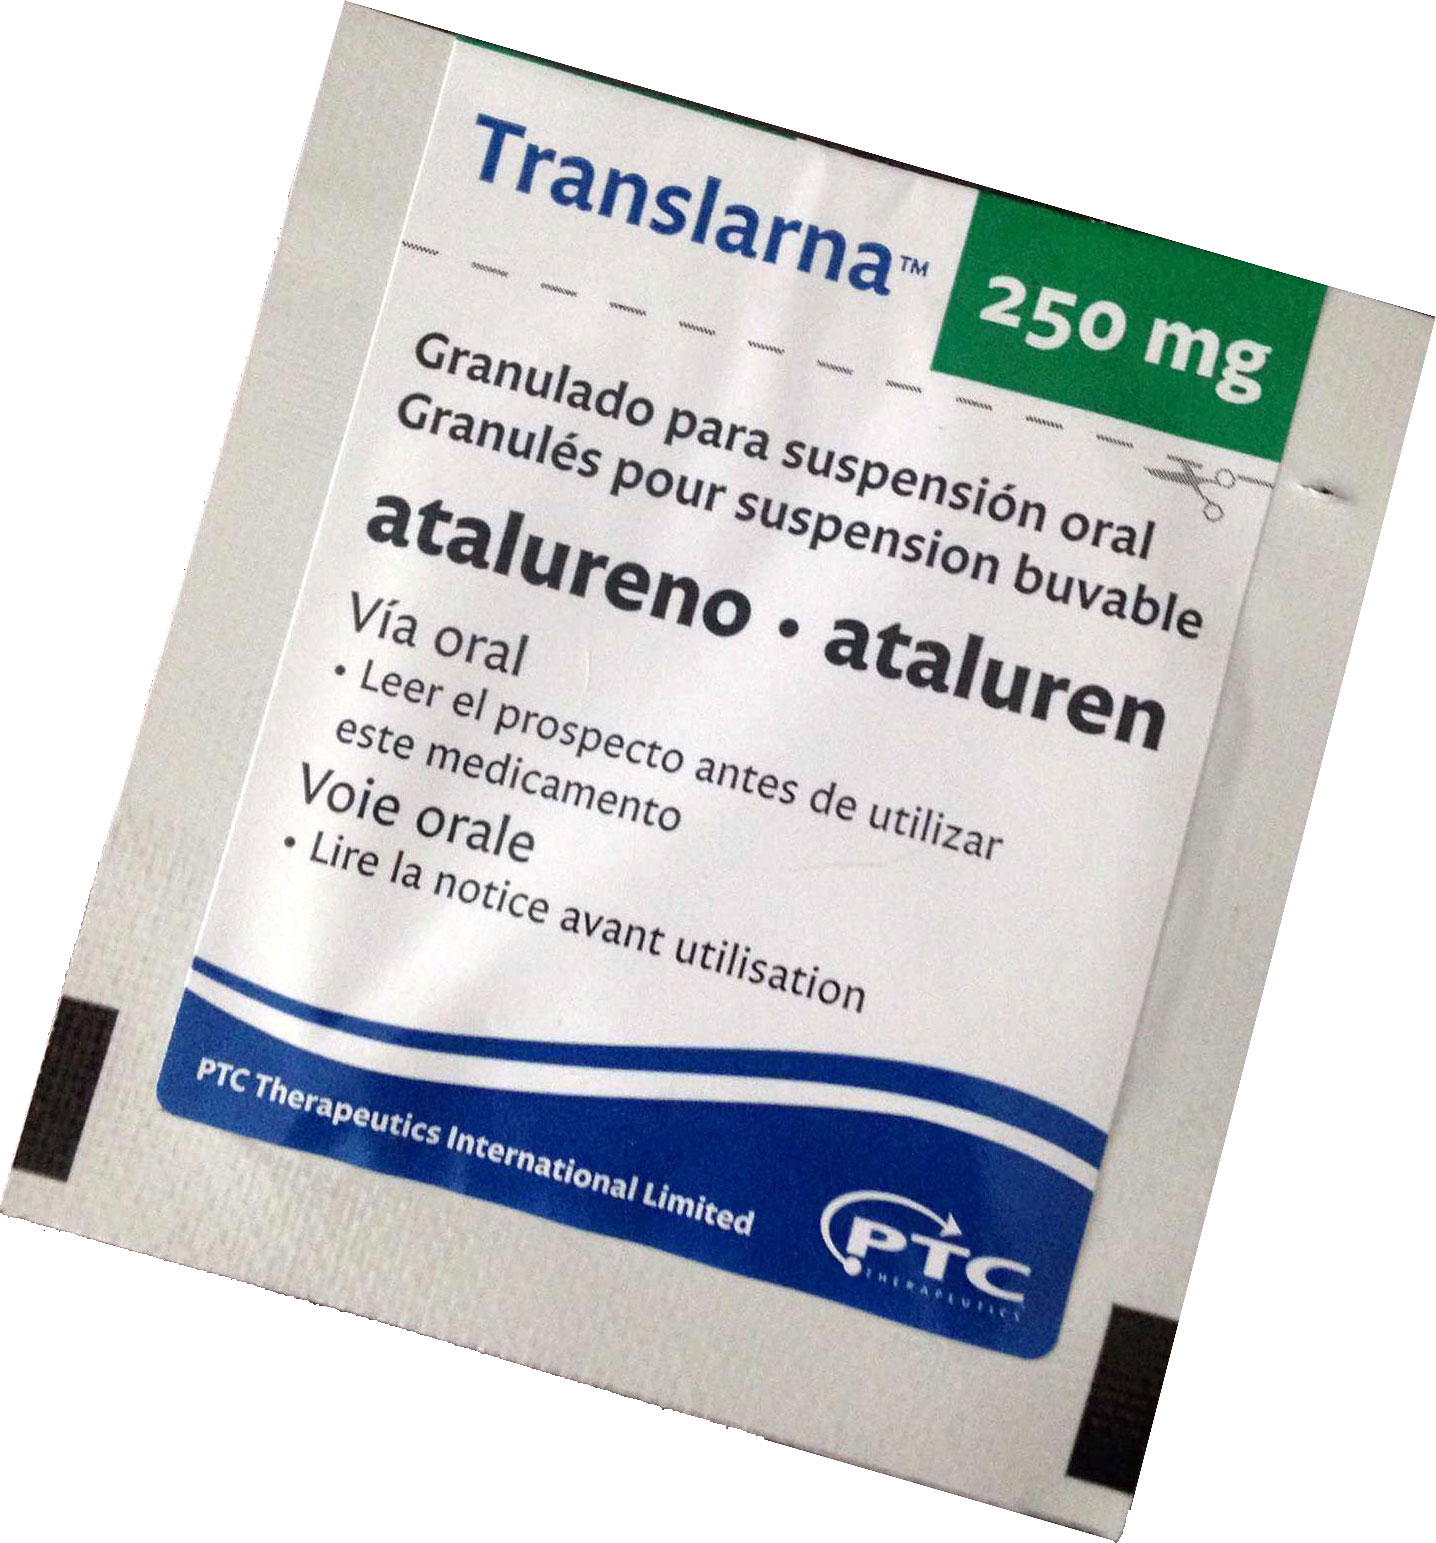 Translarna™
250 mg
Granulado para suspensión oral
Granulés pour suspension buvable
atalureno • ataluren
Vía oral
• Leer el prospecto antes de utilizar
este medicamento
Voie orale
• Lire la notice avant utilisation
PTC Therapeutics International Limited
PTC
THERAPEUTICS